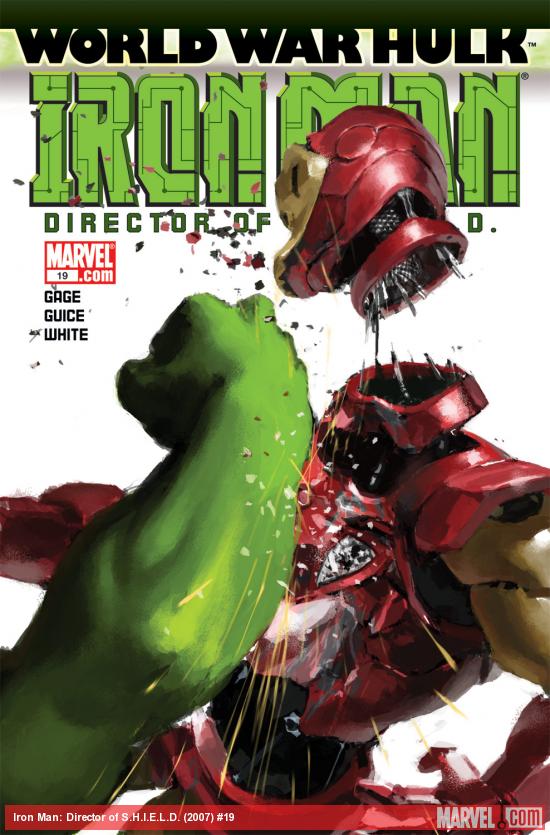 WORLD WAR HULK™
IRON MAN®
DIRECTOR OF D.
MARVEL®
19 .com
GAGE
GUICE
WHITE
Iron Man: Director of S.H.I.E.L.D. (2007) #19
MARVEL.com